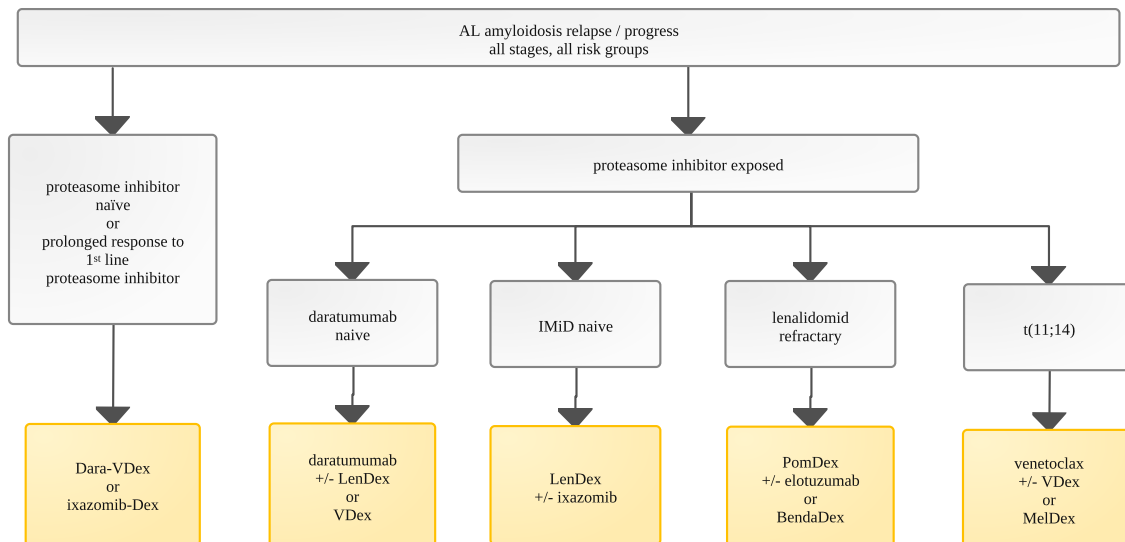 AL amyloidosis relapse / progress
all stages, all risk groups
proteasome inhibitor
naïve
or
prolonged response to
1st line
proteasome inhibitor
proteasome inhibitor exposed
daratumumab
naive
IMiD naive
lenalidomid
refractary
t(11;14)
Dara-VDex
or
ixazomib-Dex
daratumumab
+/- LenDex
or
VDex
LenDex
+/- ixazomib
PomDex
+/- elotuzumab
or
BendaDex
venetoclax
+/- VDex
or
MelDex